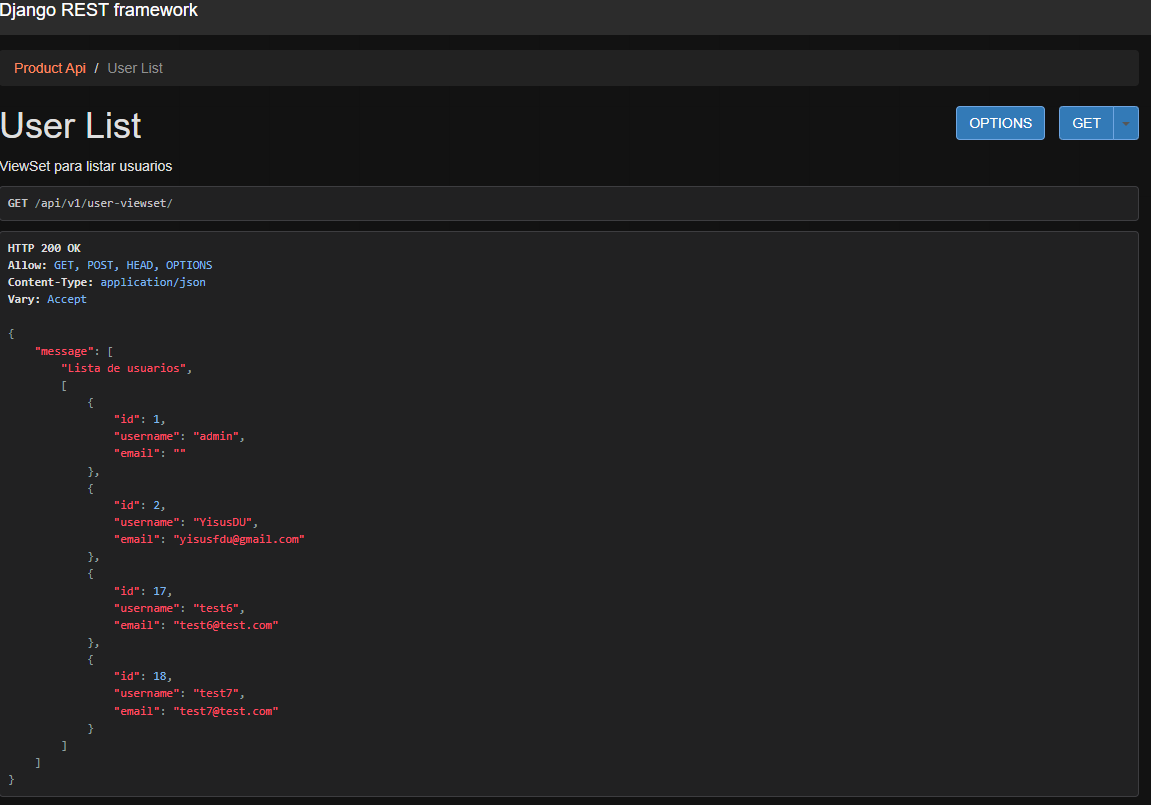 Django REST framework
Product Api / User List
User List
OPTIONS
GET
ViewSet para listar usuarios
GET /api/v1/user-viewset/
HTTP 200 OK
Allow: GET, POST, HEAD, OPTIONS
Content-Type: application/json
Vary: Accept
{
    "message": [
        "Lista de usuarios",
        [
            {
                "id": 1,
                "username": "admin",
                "email": ""
            },
            {
                "id": 2,
                "username": "YisusDU",
                "email": "yisusfdu@gmail.com"
            },
            {
                "id": 17,
                "username": "test6",
                "email": "test6@test.com"
            },
            {
                "id": 18,
                "username": "test7",
                "email": "test7@test.com"
            }
        ]
    ]
}